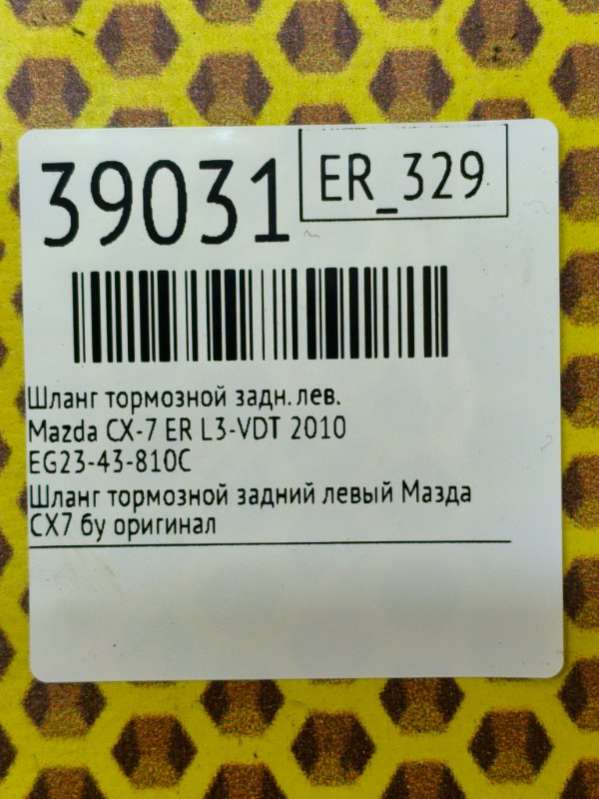 39031
ER_329
Шланг тормозной задн. лев.
Mazda CX-7 ER L3-VDT 2010
EG23-43-810C
Шланг тормозной задний левый Мазда
СХ7 бу оригинал